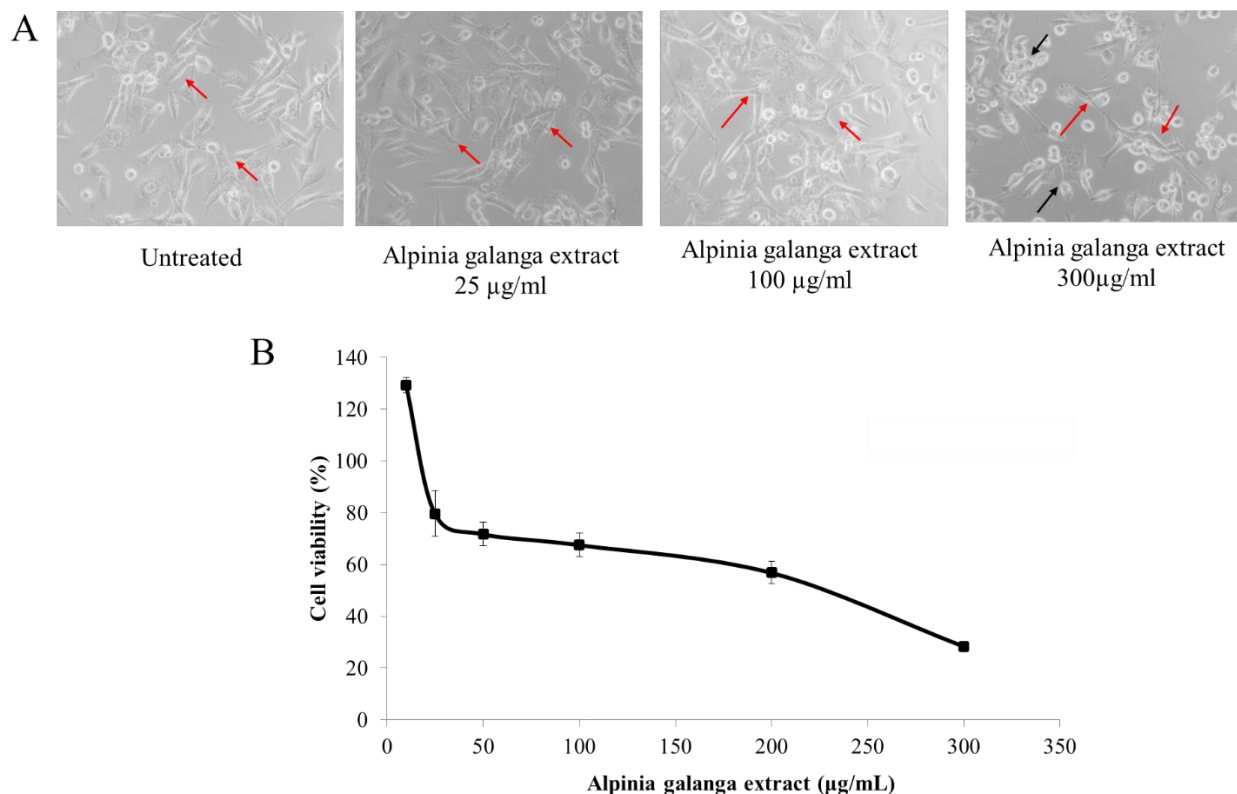 A
Untreated
Alpinia galanga extract
25 µg/ml
Alpinia galanga extract
100 µg/ml
Alpinia galanga extract
300µg/ml
B
Cell viability (%)
140
120
100
80
60
40
20
0
0 50 100 150 200 250 300 350
Alpinia galanga extract (µg/mL)